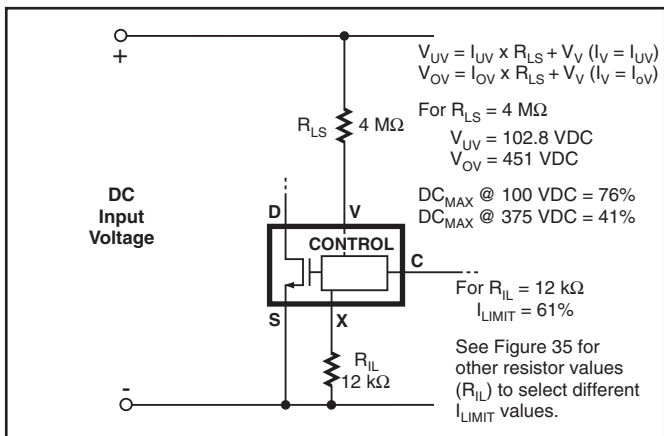 +
V_UV = I_UV x R_LS + V_V (I_V = I_UV)
V_OV = I_OV x R_LS + V_V (I_V = I_oV)
R_LS 4 MΩ
For R_LS = 4 MΩ
V_UV = 102.8 VDC
V_OV = 451 VDC
DC
Input
Voltage
DC_MAX @ 100 VDC = 76%
DC_MAX @ 375 VDC = 41%
D
V
CONTROL
C
S
X
For R_IL = 12 kΩ
I_LIMIT = 61%
R_IL
12 kΩ
See Figure 35 for
other resistor values
(R_IL) to select different
I_LIMIT values.
-